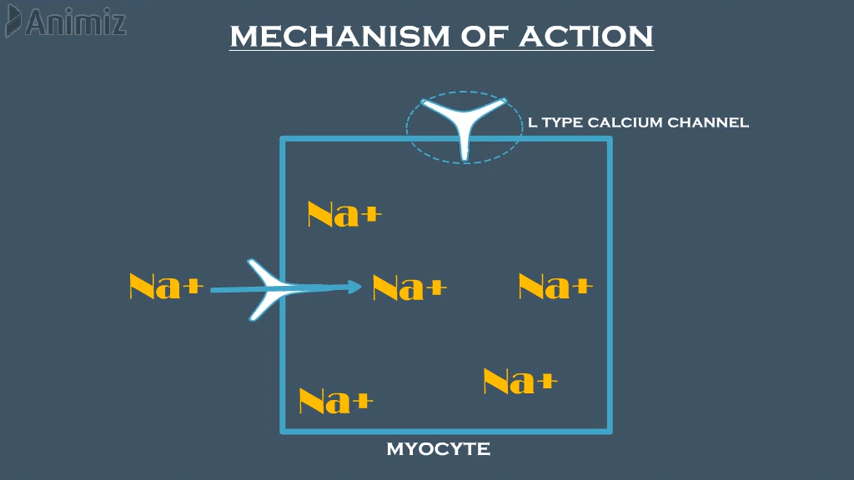 Animiz
MECHANISM OF ACTION
L TYPE CALCIUM CHANNEL
Na+
Na+
Na+
Na+
Na+
Na+
MYOCYTE